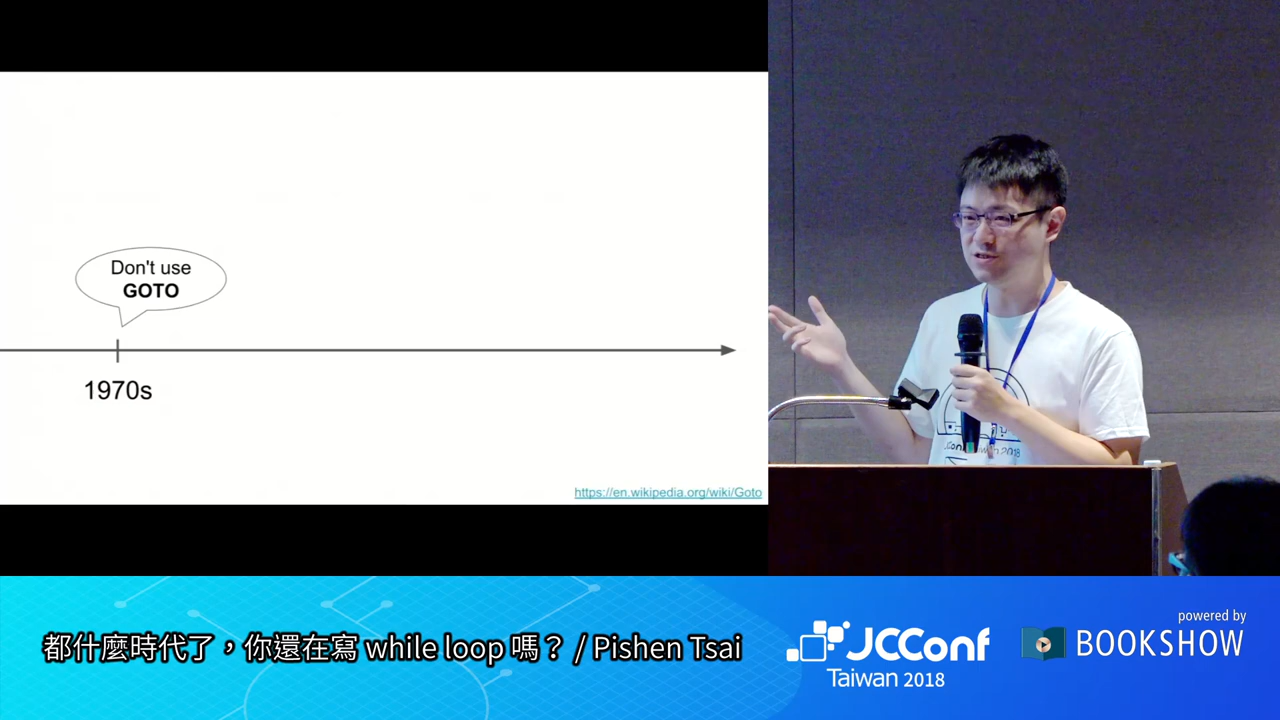 Don't use
GOTO
1970s
https://en.wikipedia.org/wiki/Goto
都什麼時代了，你還在寫 while loop 嗎？ / Pishen Tsai
JCConf
Taiwan 2018
powered by
BOOKSHOW